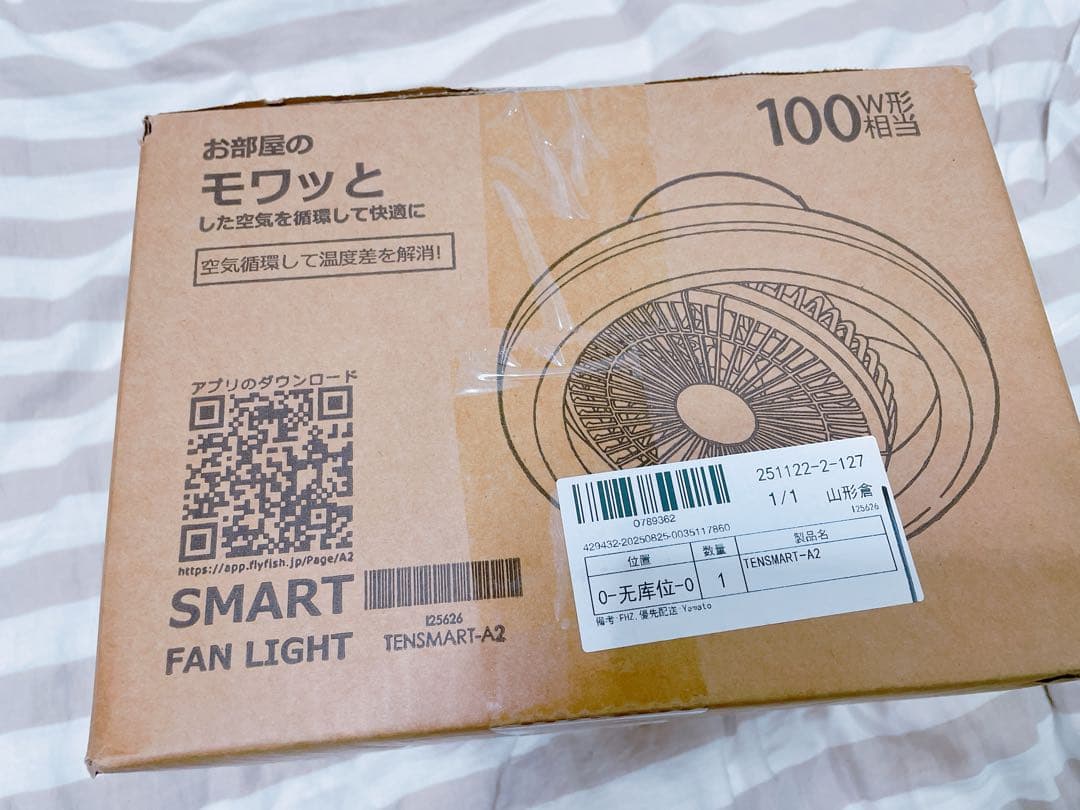 お部屋の
モワッと
した空気を循環して快適に
空気循環して温度差を解消!
100W形相当
アプリのダウンロード
https://app.flyfish.jp/Page/A2
SMART
FAN LIGHT
I25626
TENSMART-A2
251122-2-127
0789362
1/1 山形倉
I25626
429432-20250825-0035117860
位置 数量 製品名
0-无库位-0 1 TENSMART-A2
備考:FHZ,優先配送:Yamato